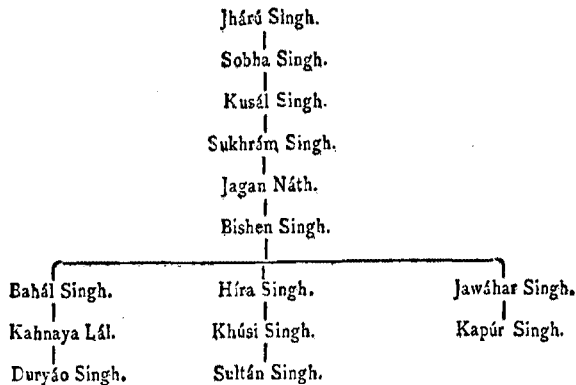 Jhárú Singh.
Sobha Singh.
Kusál Singh.
Sukhrám Singh.
Jagan Náth.
Bishen Singh.
Bahál Singh. Híra Singh. Jawáhar Singh.
Kahnaya Lál. Khúsi Singh. Kapúr Singh.
Duryáo Singh. Sultán Singh.